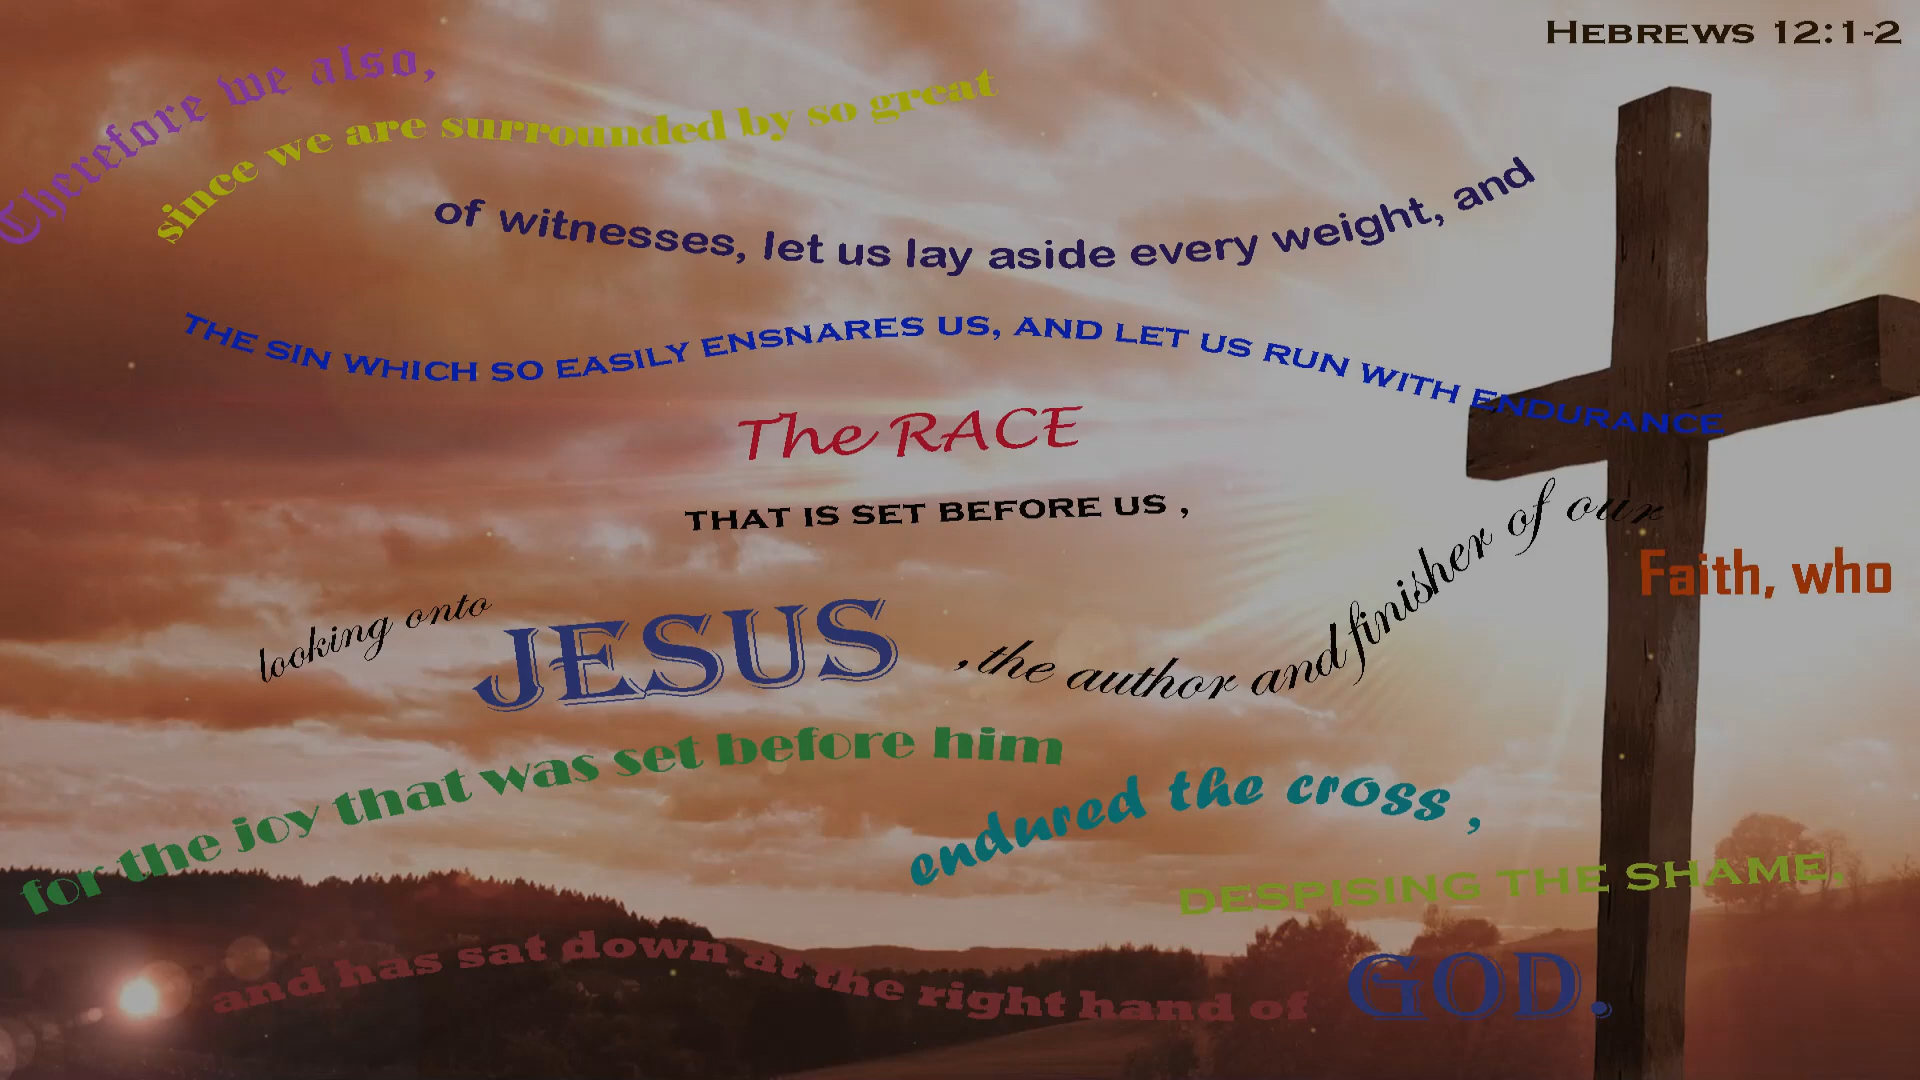 Hebrews 12:1-2
Therefore we also,
since we are surrounded by so great
of witnesses, let us lay aside every weight, and
THE SIN WHICH SO EASILY ENSNARES US, AND LET US RUN WITH ENDURANCE
The RACE
THAT IS SET BEFORE US ,
looking onto
JESUS
, the author and finisher of our
Faith, who
for the joy that was set before him
endured the cross ,
DESPISING THE SHAME.
and has sat down at the right hand of
GOD.